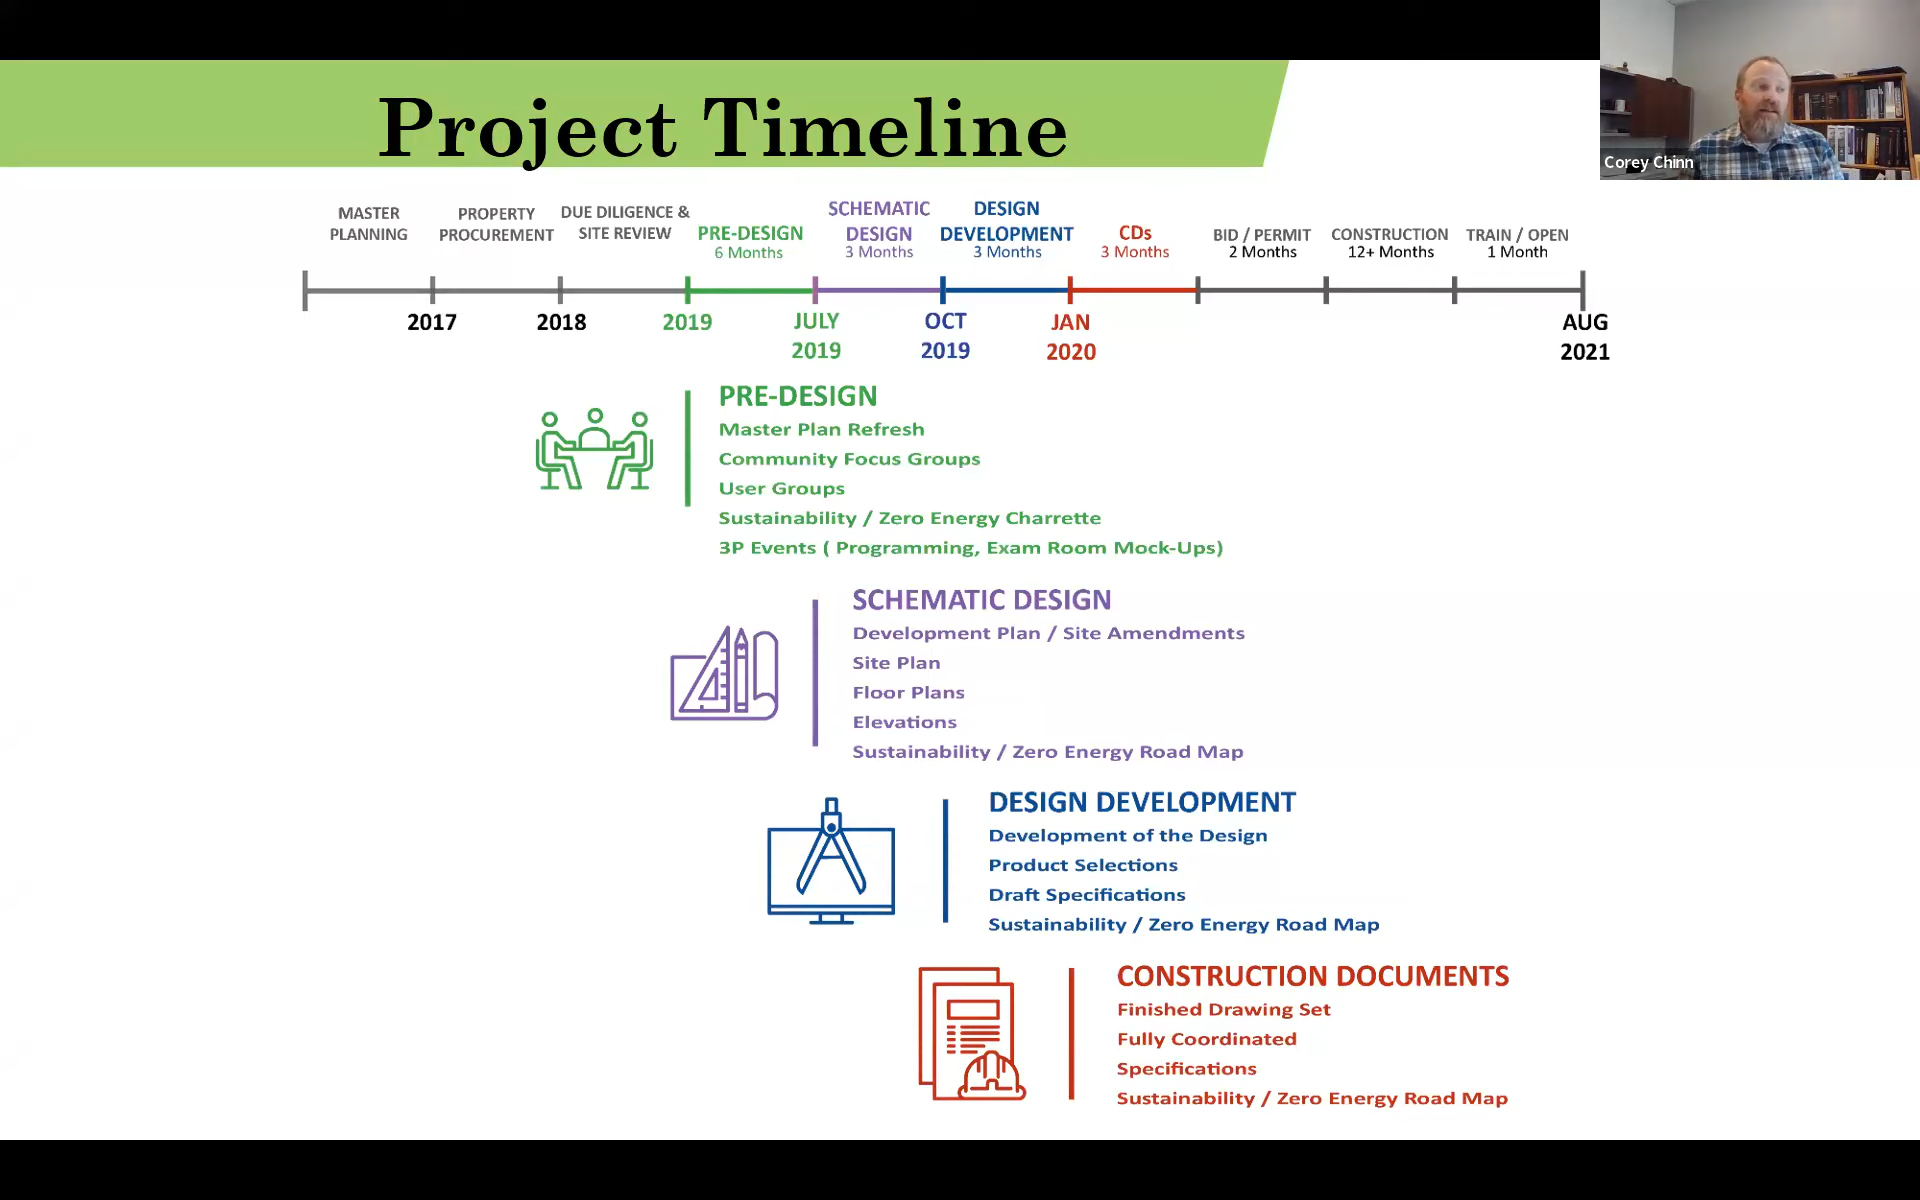 Project Timeline
Corey Chinn
MASTER
PLANNING
PROPERTY
PROCUREMENT
DUE DILIGENCE &
SITE REVIEW
PRE-DESIGN
6 Months
SCHEMATIC
DESIGN
3 Months
DESIGN
DEVELOPMENT
3 Months
CDs
3 Months
BID / PERMIT
2 Months
CONSTRUCTION
12+ Months
TRAIN / OPEN
1 Month
2017
2018
2019
JULY
2019
OCT
2019
JAN
2020
AUG
2021
PRE-DESIGN
Master Plan Refresh
Community Focus Groups
User Groups
Sustainability / Zero Energy Charrette
3P Events ( Programming, Exam Room Mock-Ups)
SCHEMATIC DESIGN
Development Plan / Site Amendments
Site Plan
Floor Plans
Elevations
Sustainability / Zero Energy Road Map
DESIGN DEVELOPMENT
Development of the Design
Product Selections
Draft Specifications
Sustainability / Zero Energy Road Map
CONSTRUCTION DOCUMENTS
Finished Drawing Set
Fully Coordinated
Specifications
Sustainability / Zero Energy Road Map